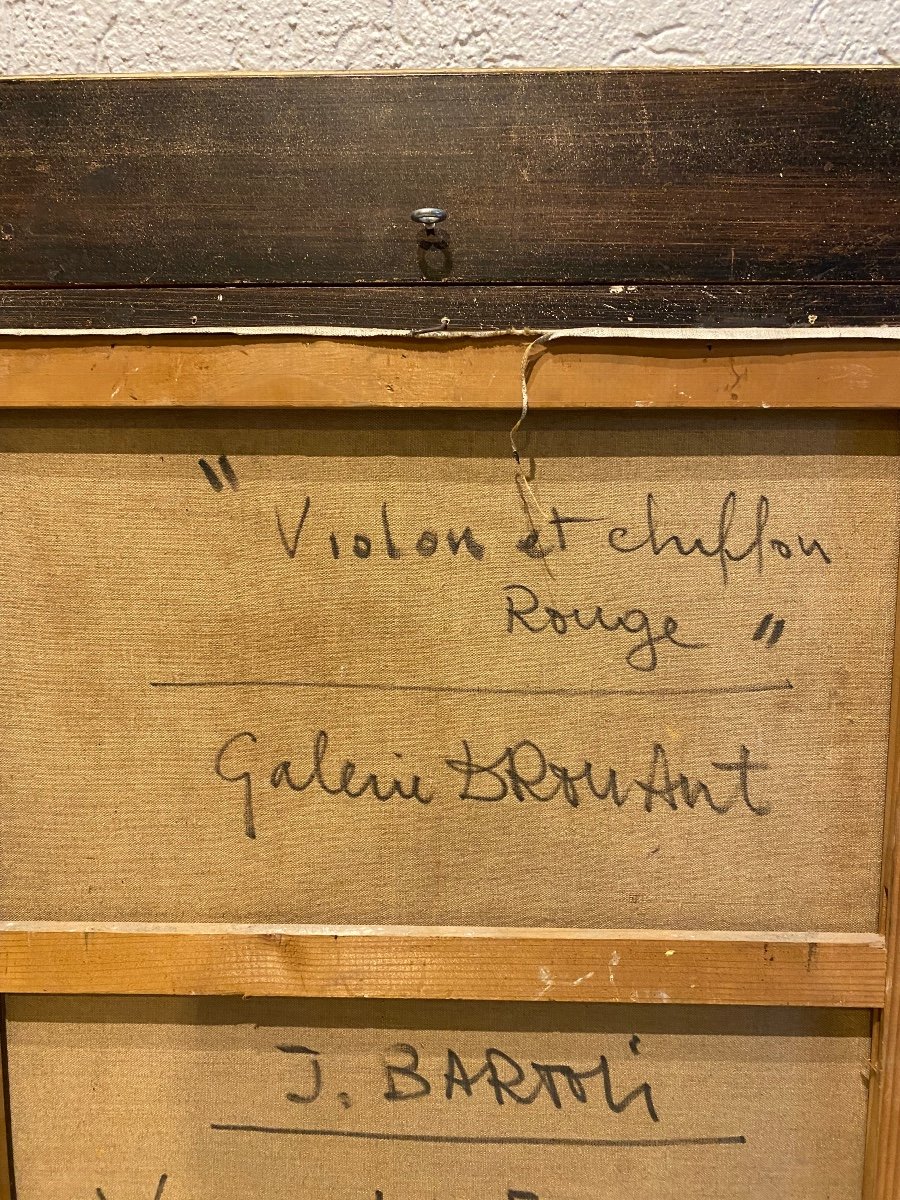 " Violon et chiffon
Rouge "
Galerie DROUANT
J. BARTOLi